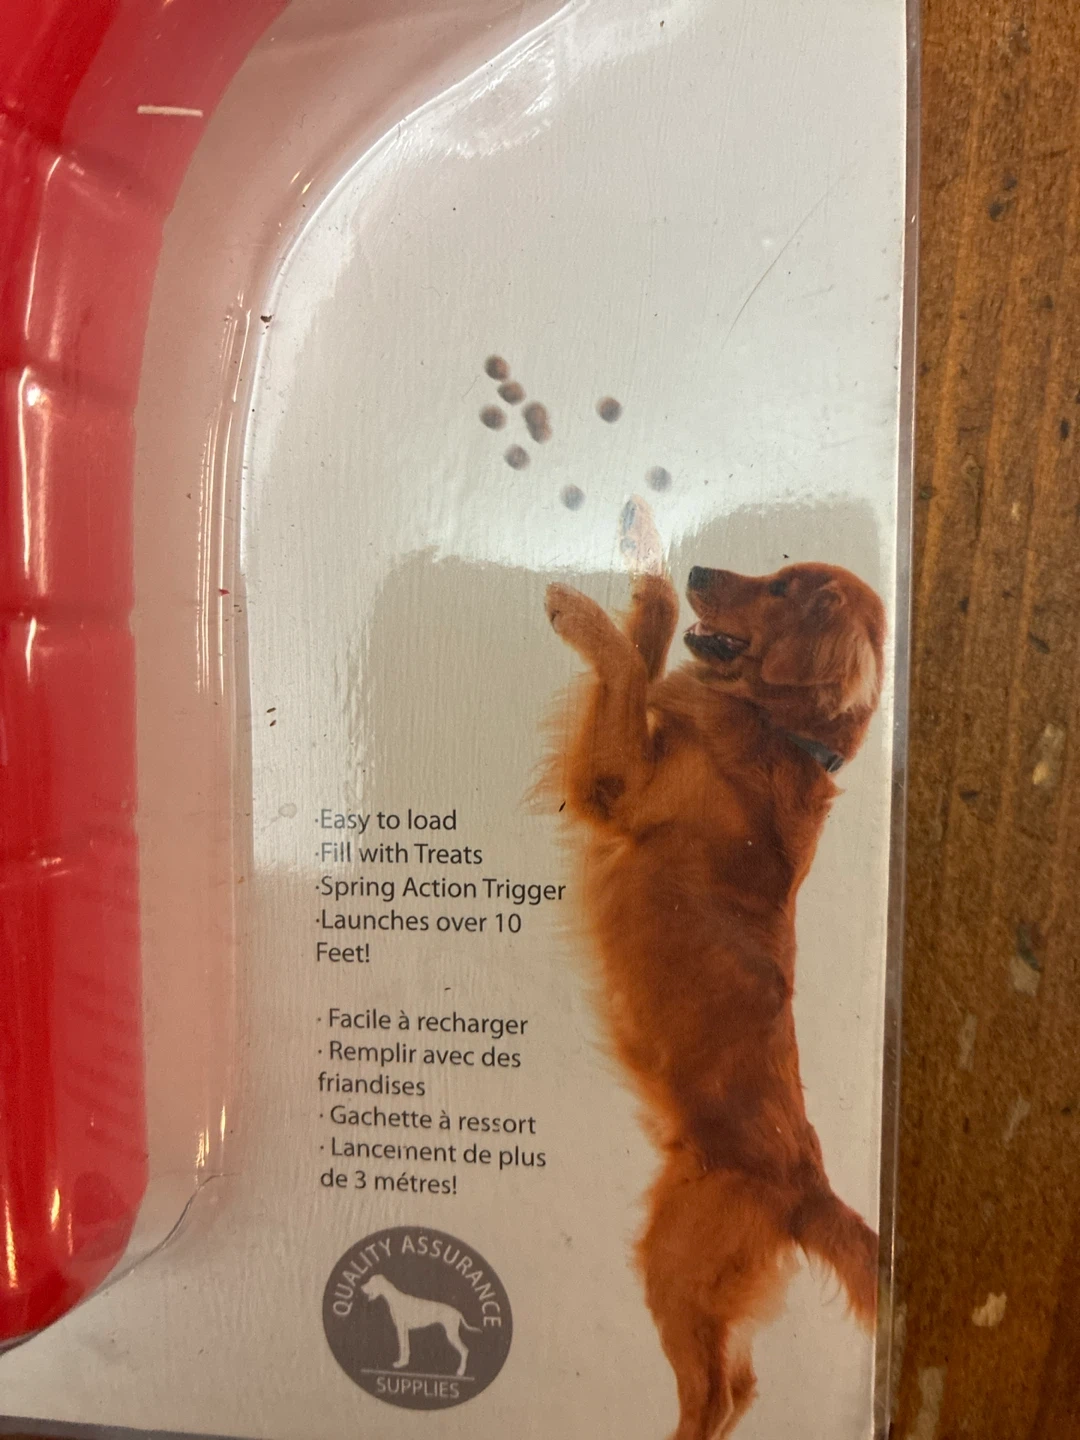 ·Easy to load
·Fill with Treats
·Spring Action Trigger
·Launches over 10
Feet!
· Facile à recharger
· Remplir avec des
friandises
· Gachette à ressort
· Lancement de plus
de 3 métres!
QUALITY ASSURANCE
SUPPLIES